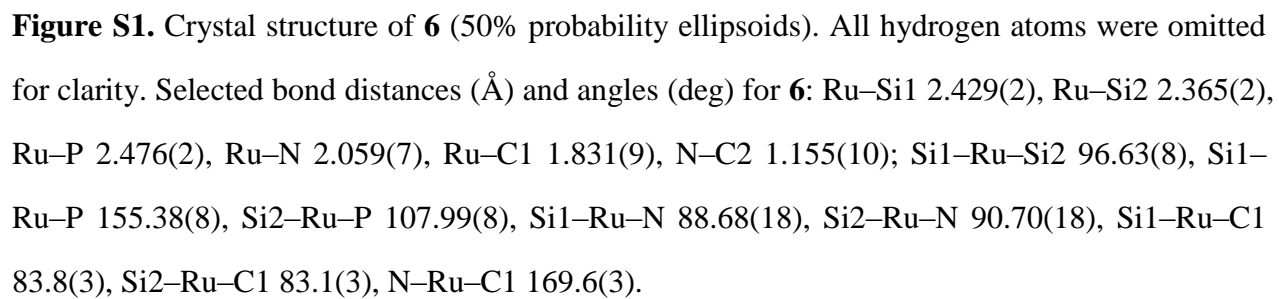 Figure S1. Crystal structure of 6 (50% probability ellipsoids). All hydrogen atoms were omitted
for clarity. Selected bond distances (Å) and angles (deg) for 6: Ru–Si1 2.429(2), Ru–Si2 2.365(2),
Ru–P 2.476(2), Ru–N 2.059(7), Ru–C1 1.831(9), N–C2 1.155(10); Si1–Ru–Si2 96.63(8), Si1–
Ru–P 155.38(8), Si2–Ru–P 107.99(8), Si1–Ru–N 88.68(18), Si2–Ru–N 90.70(18), Si1–Ru–C1
83.8(3), Si2–Ru–C1 83.1(3), N–Ru–C1 169.6(3).